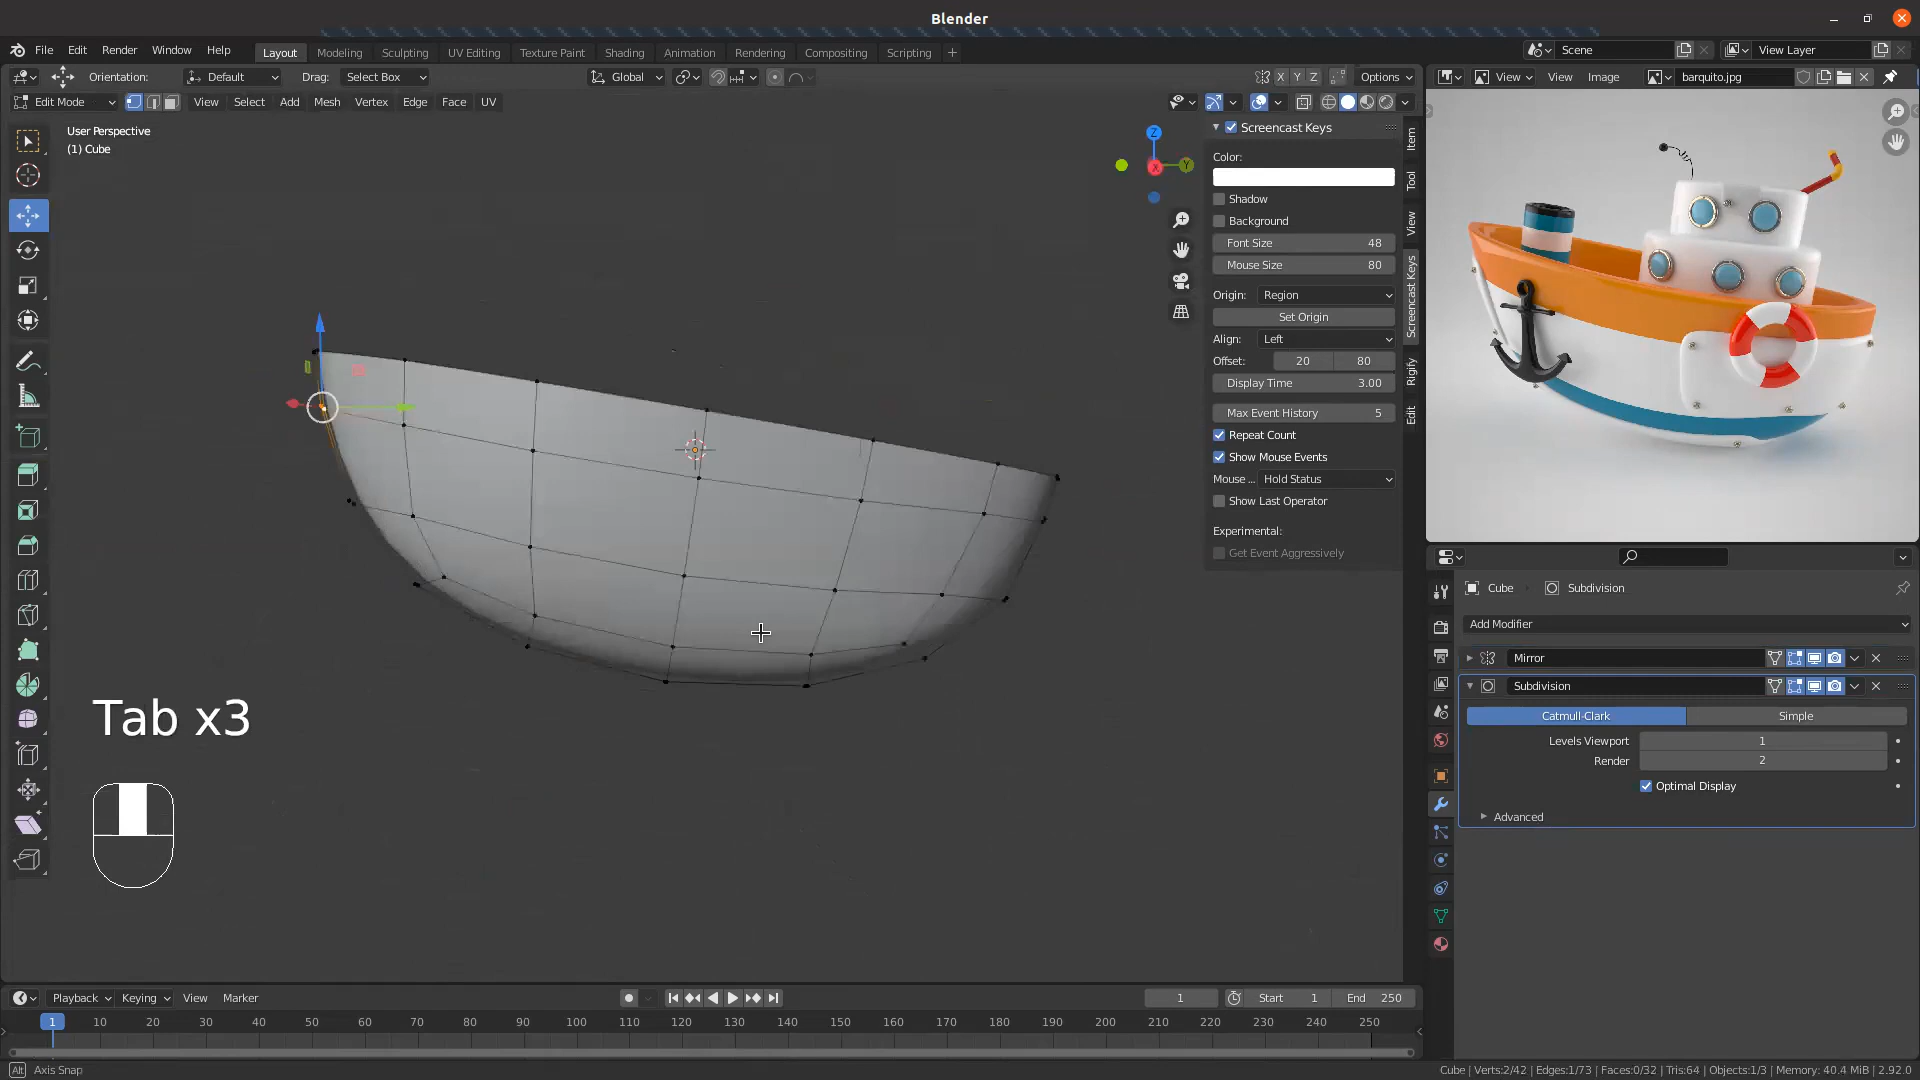 Blender
File Edit Render Window Help
Layout Modeling Sculpting UV Editing Texture Paint Shading Animation Rendering Compositing Scripting +
Scene View Layer
Orientation: Default Drag: Select Box Global X Y Z Options
View View Image barquito.jpg
Edit Mode View Select Add Mesh Vertex Edge Face UV
User Perspective
(1) Cube
Z
Y
X
Screencast Keys
Color:
Shadow
Background
Font Size 48
Mouse Size 80
Origin: Region
Set Origin
Align: Left
Offset: 20 80
Display Time 3.00
Max Event History 5
Repeat Count
Show Mouse Events
Mouse ... Hold Status
Show Last Operator
Experimental:
Get Event Aggressively
Item
Tool
View
Screencast Keys
Rigify
Edit
Tab x3
Cube Subdivision
Add Modifier
Mirror
Subdivision
Catmull-Clark Simple
Levels Viewport 1
Render 2
Optimal Display
Advanced
Playback Keying View Marker 1 Start 1 End 250
1 10 20 30 40 50 60 70 80 90 100 110 120 130 140 150 160 170 180 190 200 210 220 230 240 250
Alt Axis Snap
Cube | Verts:2/42 | Edges:1/73 | Faces:0/32 | Tris:64 | Objects:1/3 | Memory: 40.4 MiB | 2.92.0